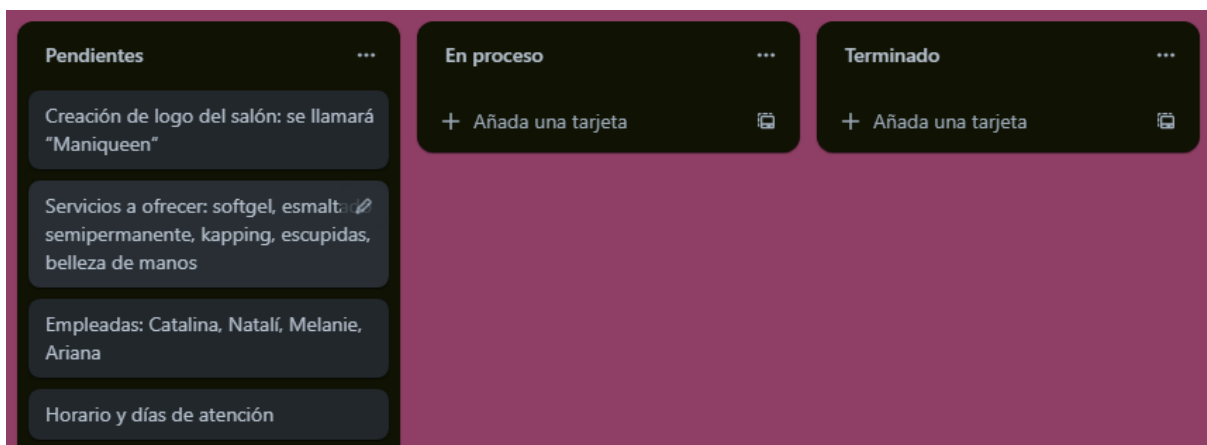 Pendientes
En proceso
Terminado
Creación de logo del salón: se llamará
“Maniqueen”
+ Añada una tarjeta
+ Añada una tarjeta
Servicios a ofrecer: softgel, esmaltado
semipermanente, kapping, escupidas,
belleza de manos
Empleadas: Catalina, Natalí, Melanie,
Ariana
Horario y días de atención